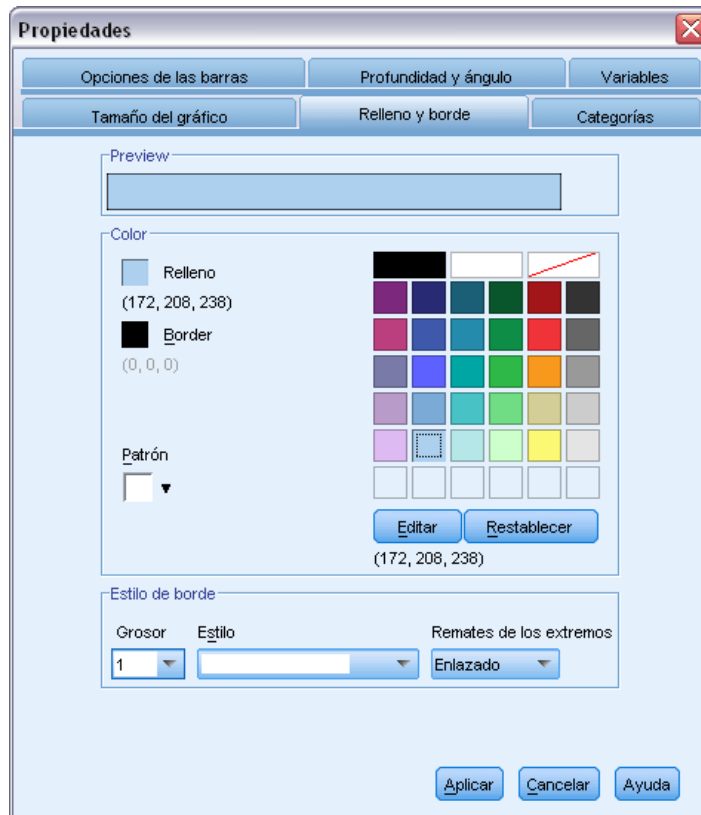 Propiedades
Opciones de las barras
Profundidad y ángulo
Variables
Tamaño del gráfico
Relleno y borde
Categorías
Preview
Color
Relleno
(172, 208, 238)
Border
(0, 0, 0)
Patrón
Editar
Restablecer
(172, 208, 238)
Estilo de borde
Grosor
Estilo
Remates de los extremos
1
Enlazado
Aplicar
Cancelar
Ayuda